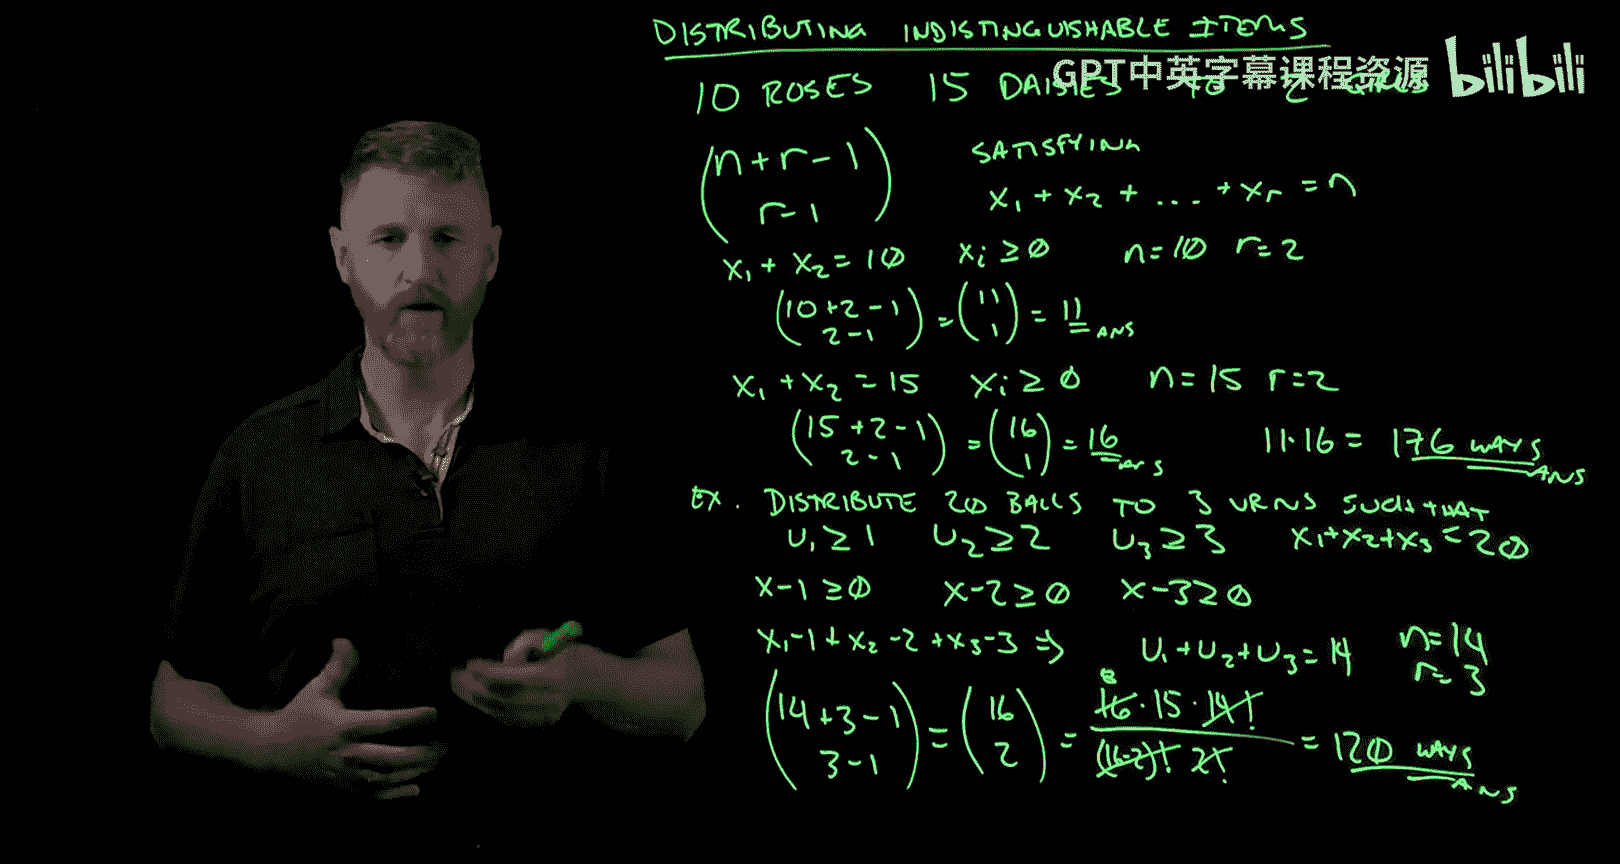 DISTRIBUTING INDISTINGUISHABLE ITEMS
GPT中英字幕课程资源 bilibili
10 ROSES 15 DAISIES TO 2 GIRLS
(n+r-1
r-1) SATISFYING
x₁ + x₂ + ... + xᵣ = n
x₁ + x₂ = 10 xᵢ ≥ 0 n=10 r=2
(10+2-1
2-1) = (11
1) = 11 ANS
x₁ + x₂ = 15 xᵢ ≥ 0 n=15 r=2
(15+2-1
2-1) = (16
1) = 16 ANS 11·16 = 176 WAYS ANS
EX. DISTRIBUTE 20 BALLS TO 3 URNS SUCH THAT
U₁≥1 U₂≥2 U₃≥3 x₁+x₂+x₃=20
x-1≥0 x-2≥0 x-3≥0
x₁-1+x₂-2+x₃-3 ⇒ U₁+U₂+U₃=14 n=14
r=3
(14+3-1
3-1) = (16
2) = 8 16·15·14! / (16-2)! 2! = 120 WAYS
ANS